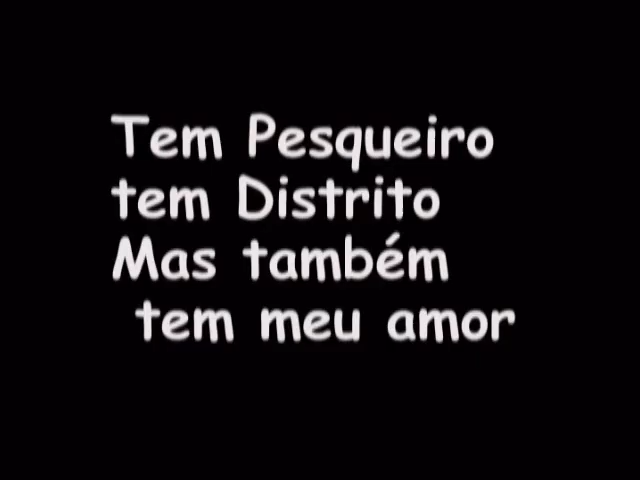 Tem Pesqueiro
tem Distrito
Mas também
tem meu amor